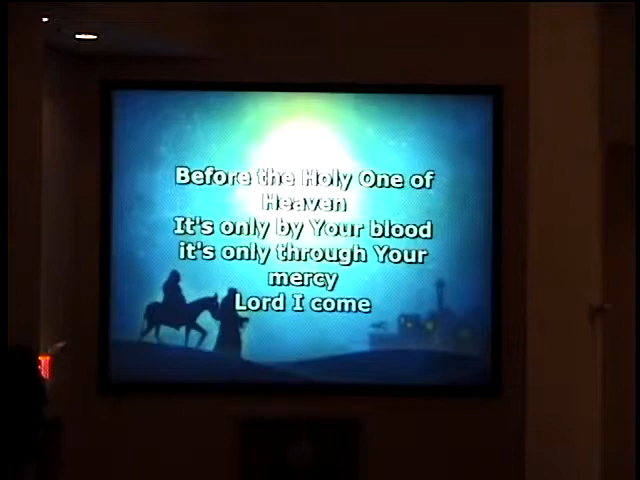 Before the Holy One of
Heaven
It's only by Your blood
it's only through Your
mercy
Lord I come